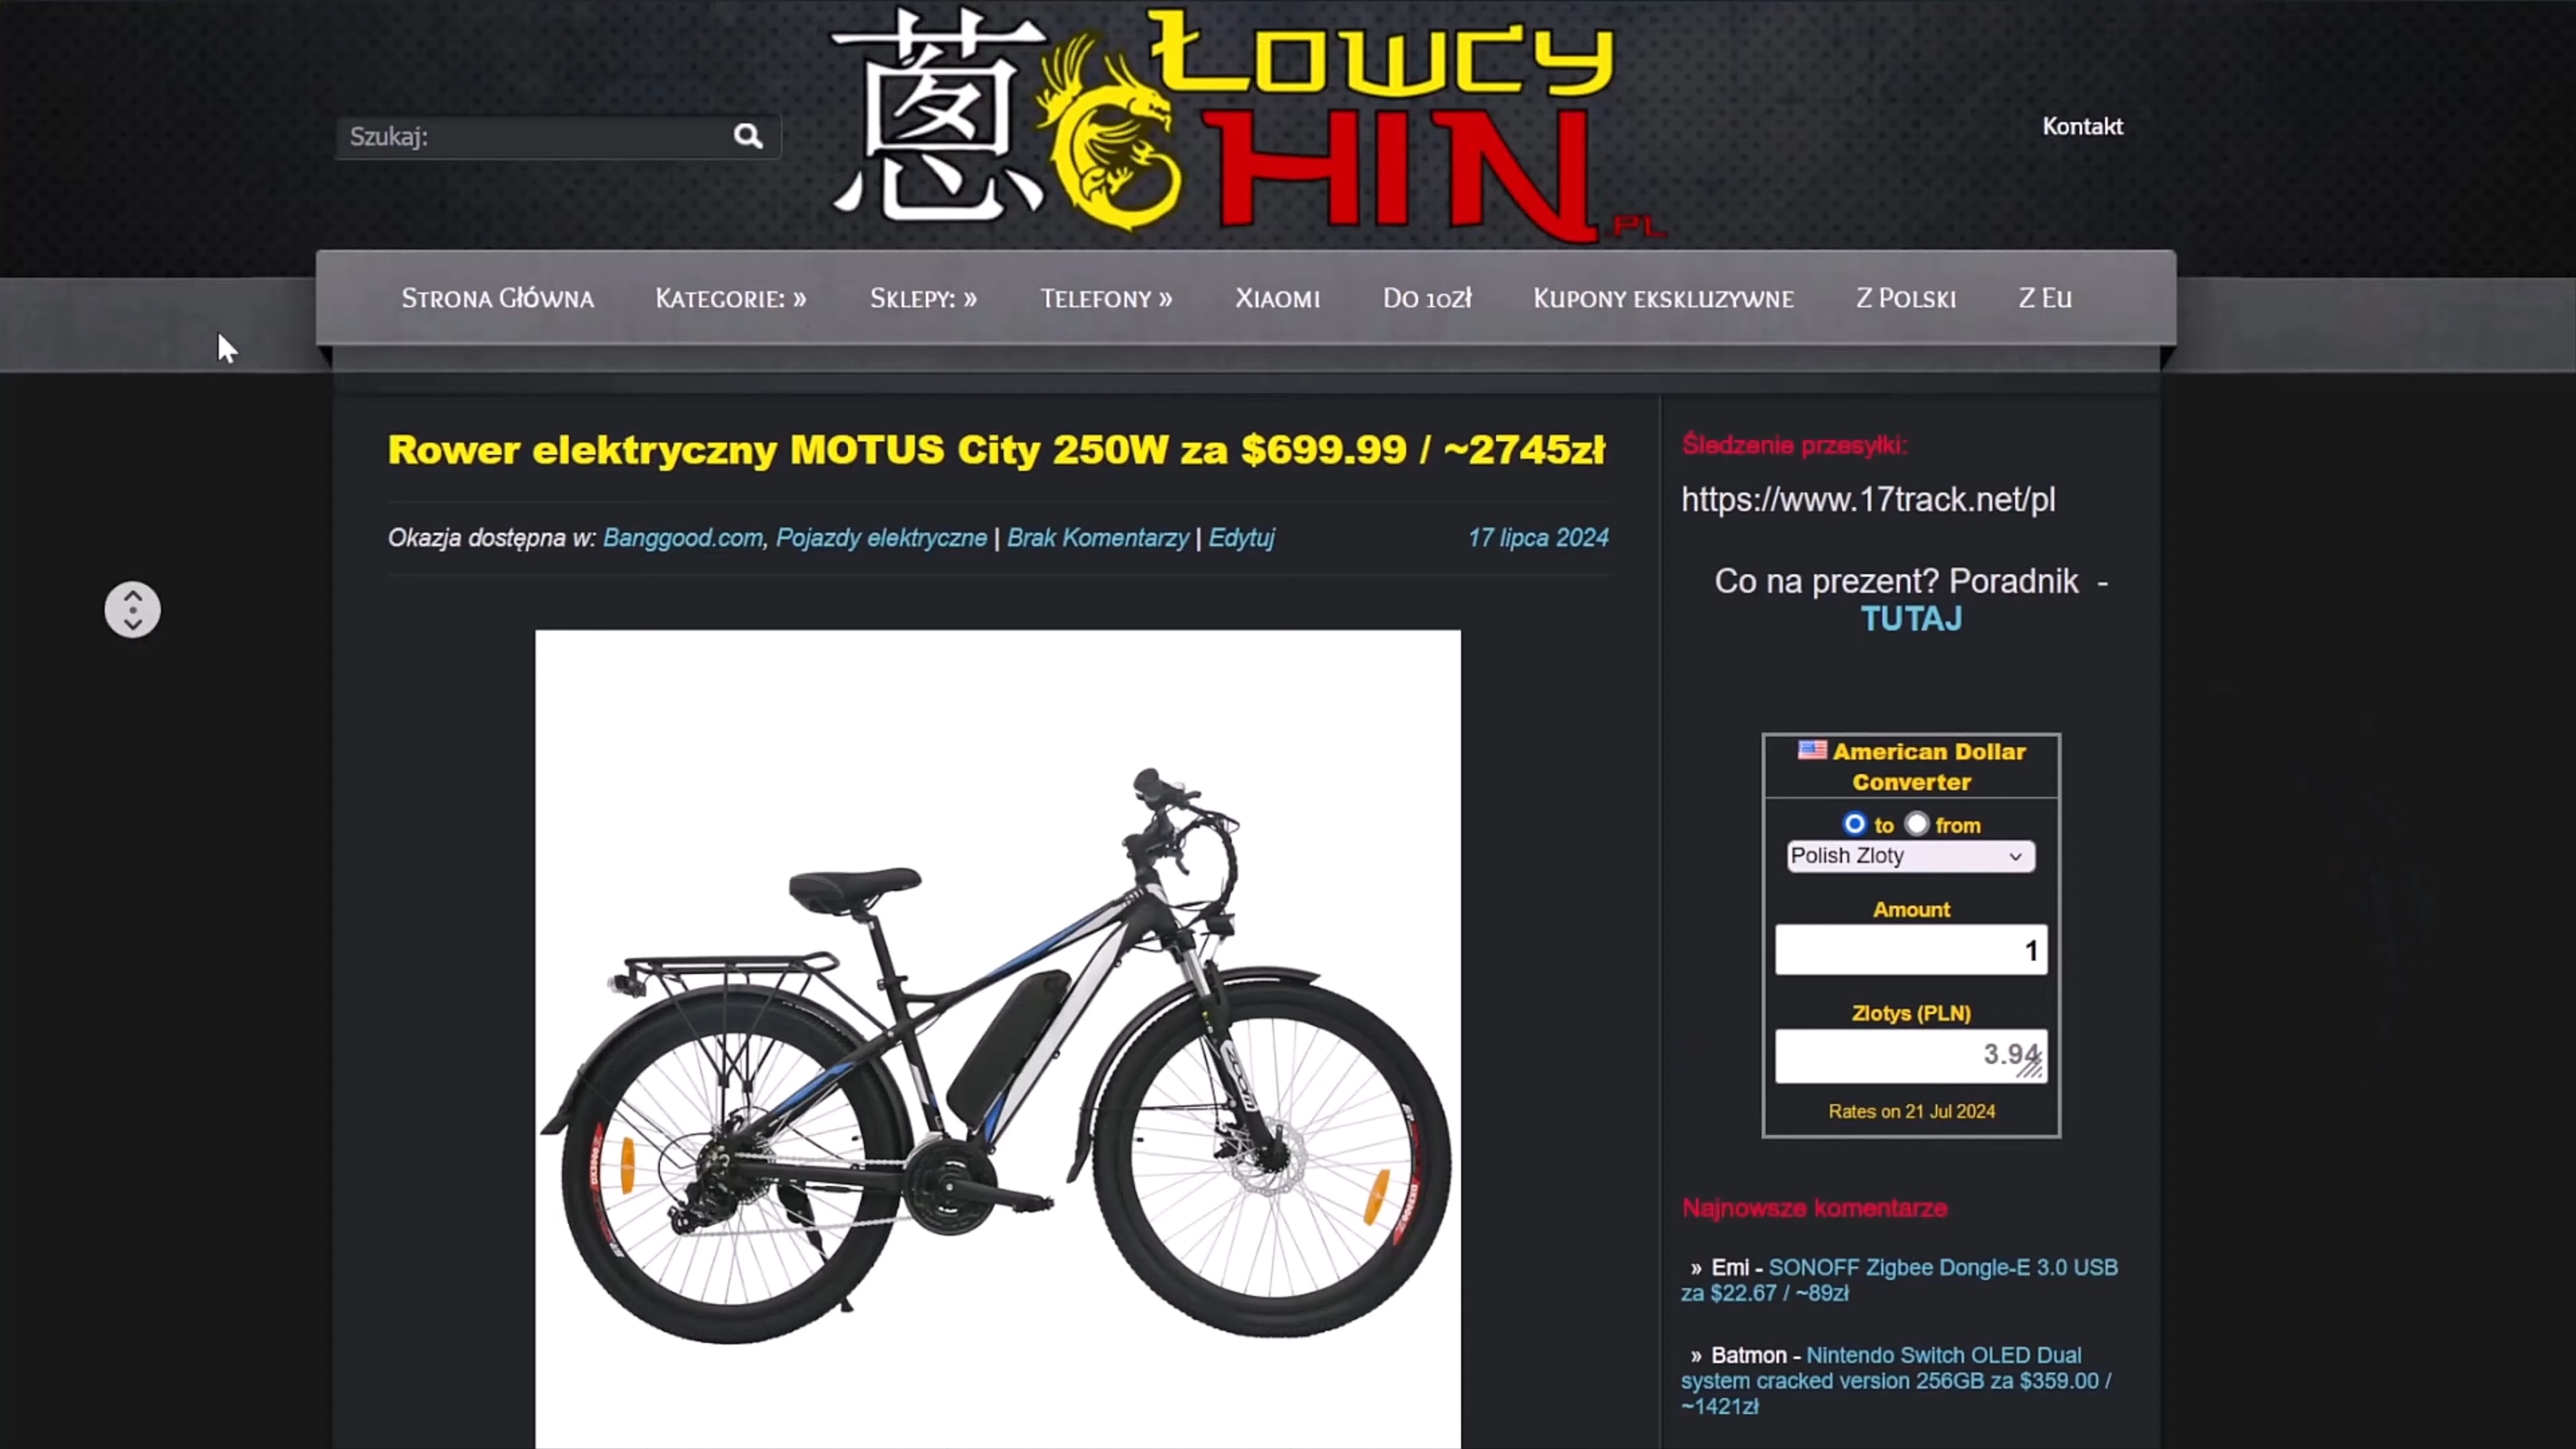 蔥 Łowcy
CHIN
.PL
Szukaj:
Kontakt
Strona Główna
Kategorie: »
Sklepy: »
Telefony »
Xiaomi
Do 10zł
Kupony ekskluzywne
Z Polski
Z Eu
Rower elektryczny MOTUS City 250W za $699.99 / ~2745zł
Okazja dostępna w: Banggood.com, Pojazdy elektryczne | Brak Komentarzy | Edytuj
17 lipca 2024
ZOOM
Śledzenie przesyłki:
https://www.17track.net/pl
Co na prezent? Poradnik -
TUTAJ
American Dollar
Converter
to from
Polish Zloty
Amount
1
Zlotys (PLN)
3.94
Rates on 21 Jul 2024
Najnowsze komentarze
» Emi - SONOFF Zigbee Dongle-E 3.0 USB
za $22.67 / ~89zł
» Batmon - Nintendo Switch OLED Dual
system cracked version 256GB za $359.00 /
~1421zł